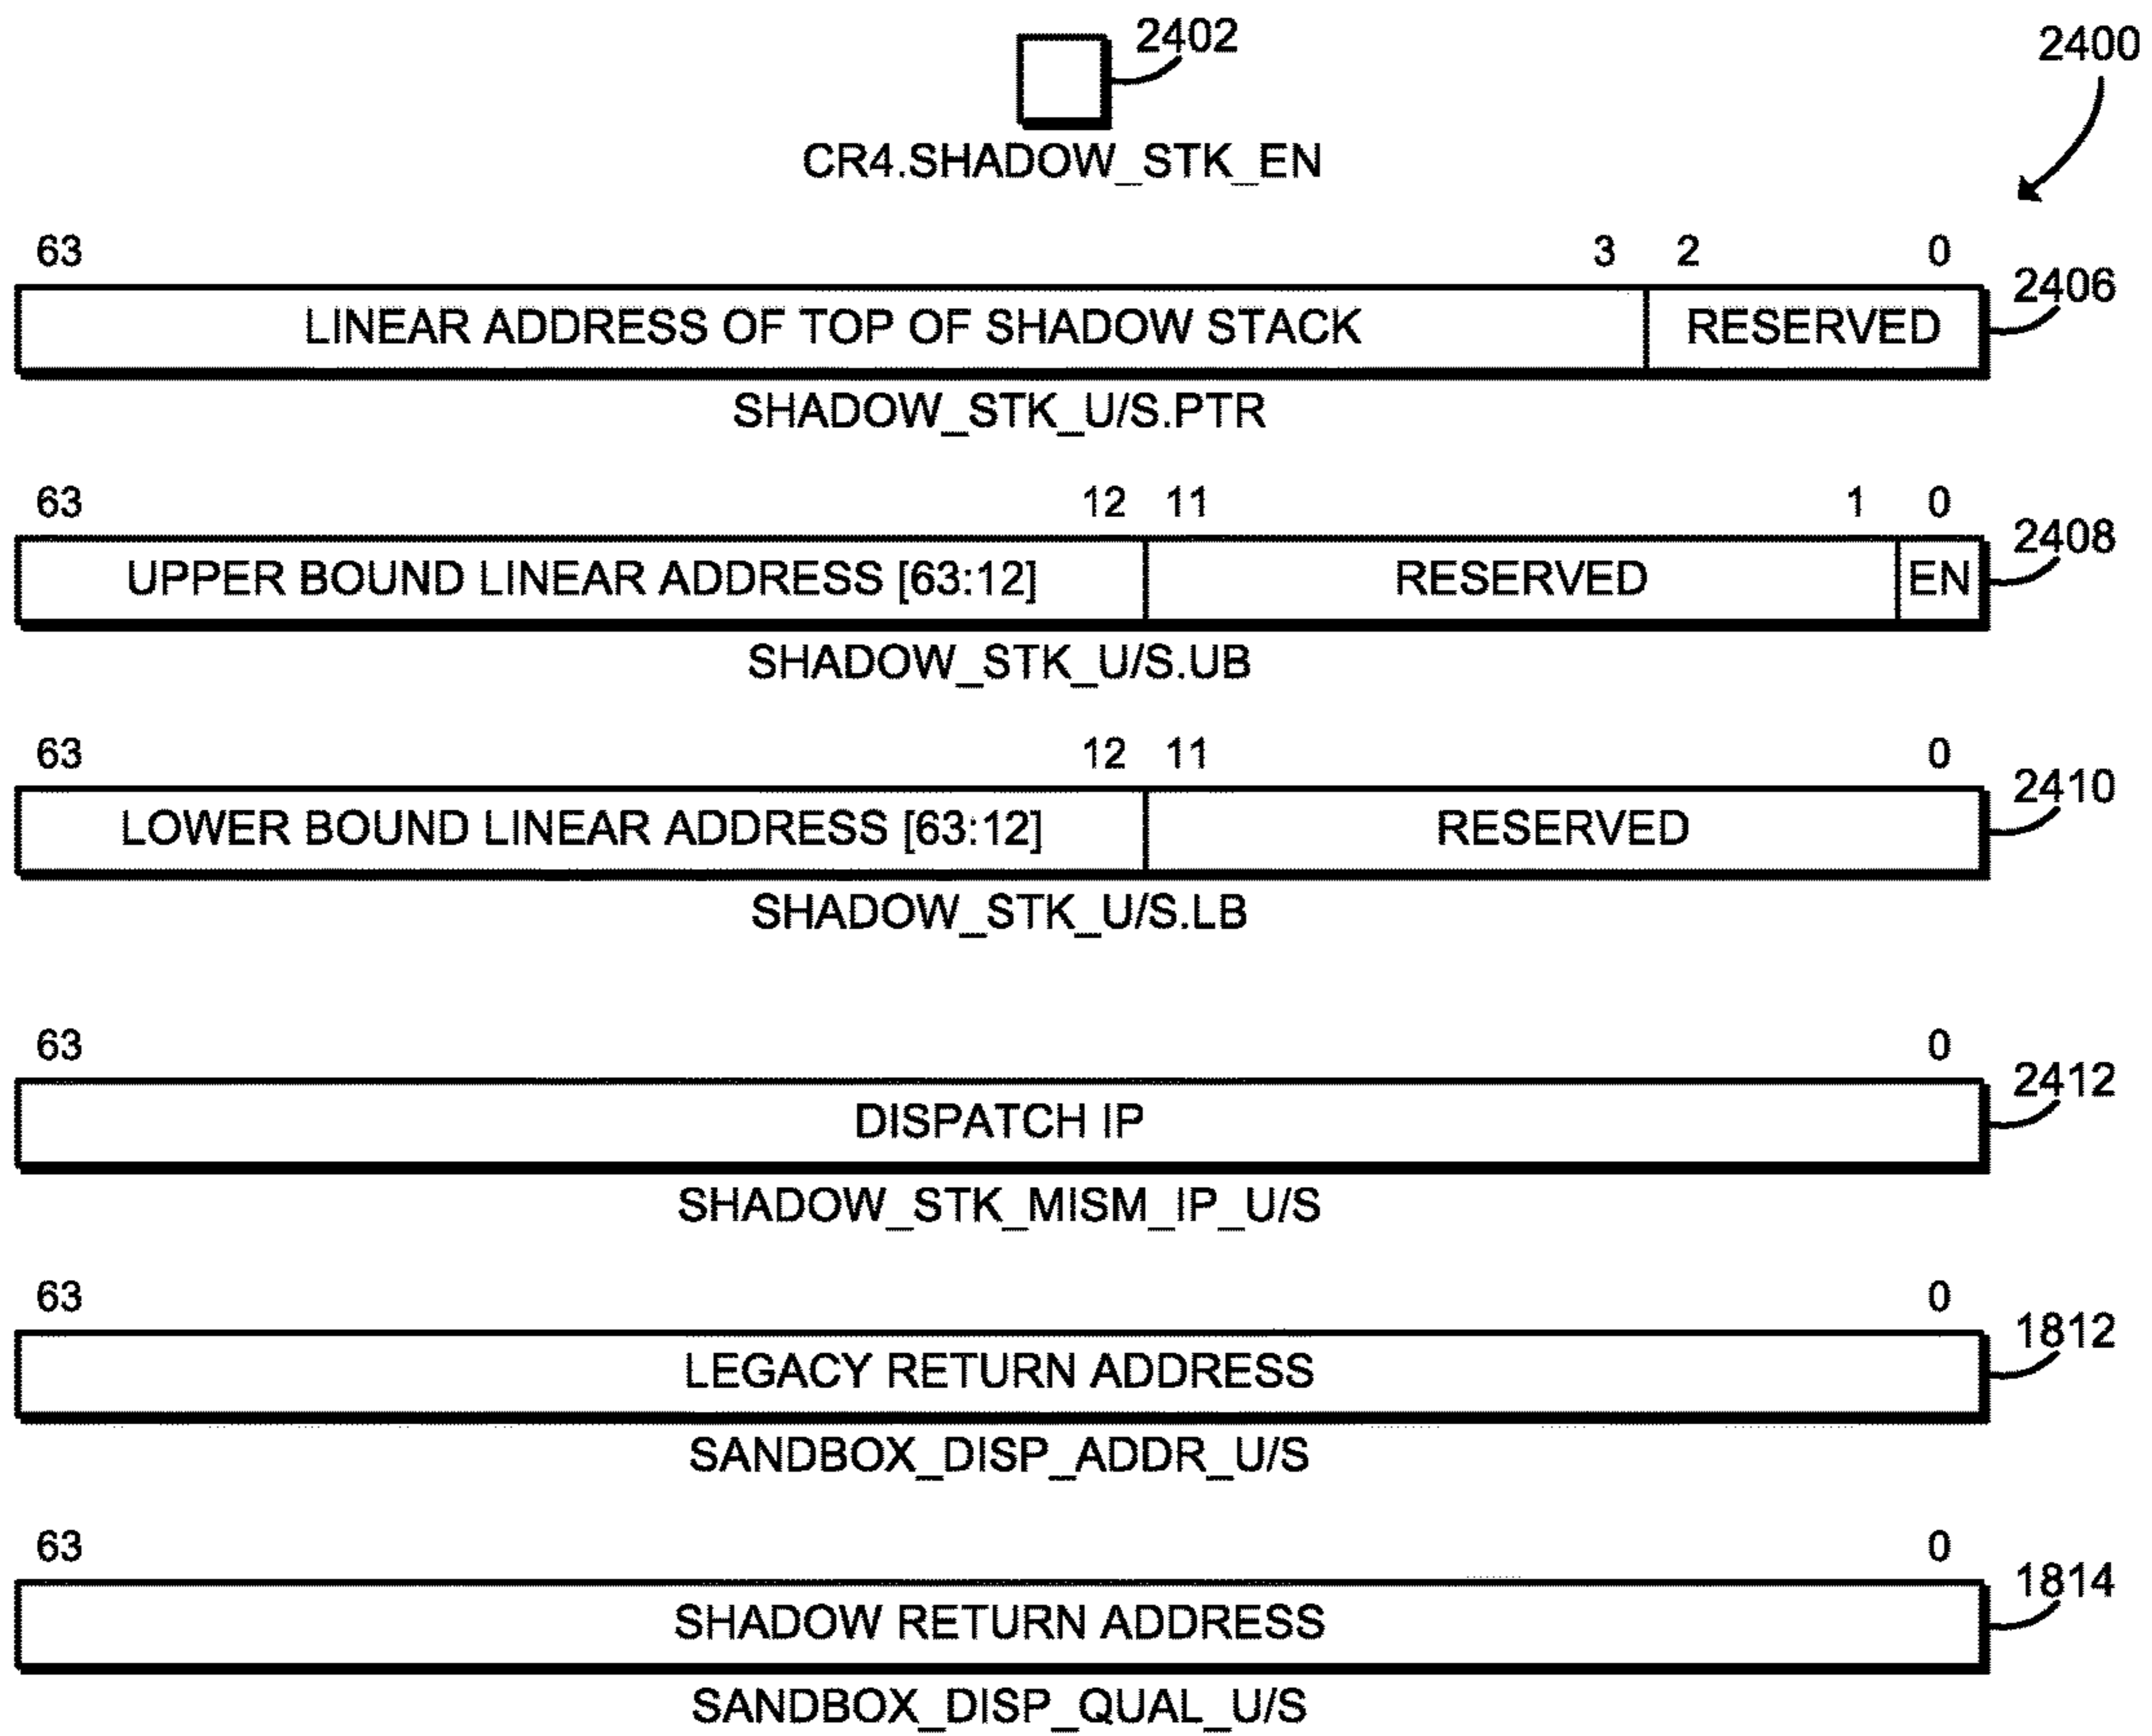 2402
2400
CR4.SHADOW_STK_EN
63 3 2 0
LINEAR ADDRESS OF TOP OF SHADOW STACK RESERVED 2406
SHADOW_STK_U/S.PTR
63 12 11 1 0
UPPER BOUND LINEAR ADDRESS [63:12] RESERVED EN 2408
SHADOW_STK_U/S.UB
63 12 11 0
LOWER BOUND LINEAR ADDRESS [63:12] RESERVED 2410
SHADOW_STK_U/S.LB
63 0
DISPATCH IP 2412
SHADOW_STK_MISM_IP_U/S
63 0
LEGACY RETURN ADDRESS 1812
SANDBOX_DISP_ADDR_U/S
63 0
SHADOW RETURN ADDRESS 1814
SANDBOX_DISP_QUAL_U/S